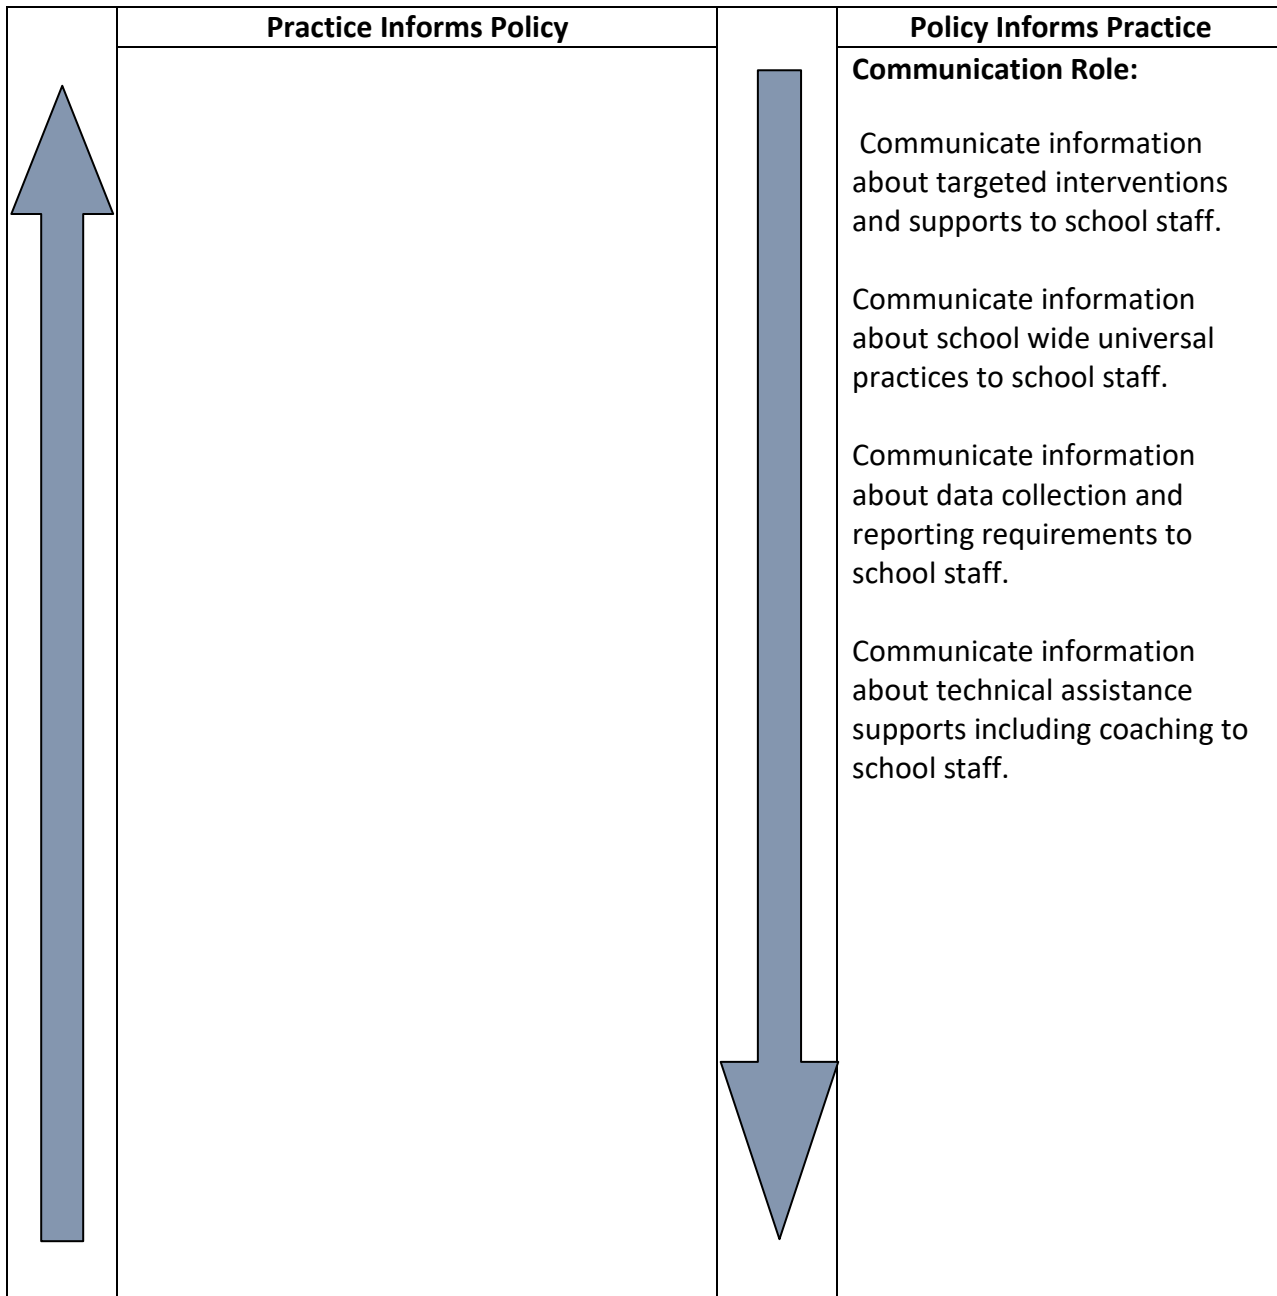 Practice Informs Policy
Policy Informs Practice
Communication Role:
Communicate information
about targeted interventions
and supports to school staff.
Communicate information
about school wide universal
practices to school staff.
Communicate information
about data collection and
reporting requirements to
school staff.
Communicate information
about technical assistance
supports including coaching to
school staff.